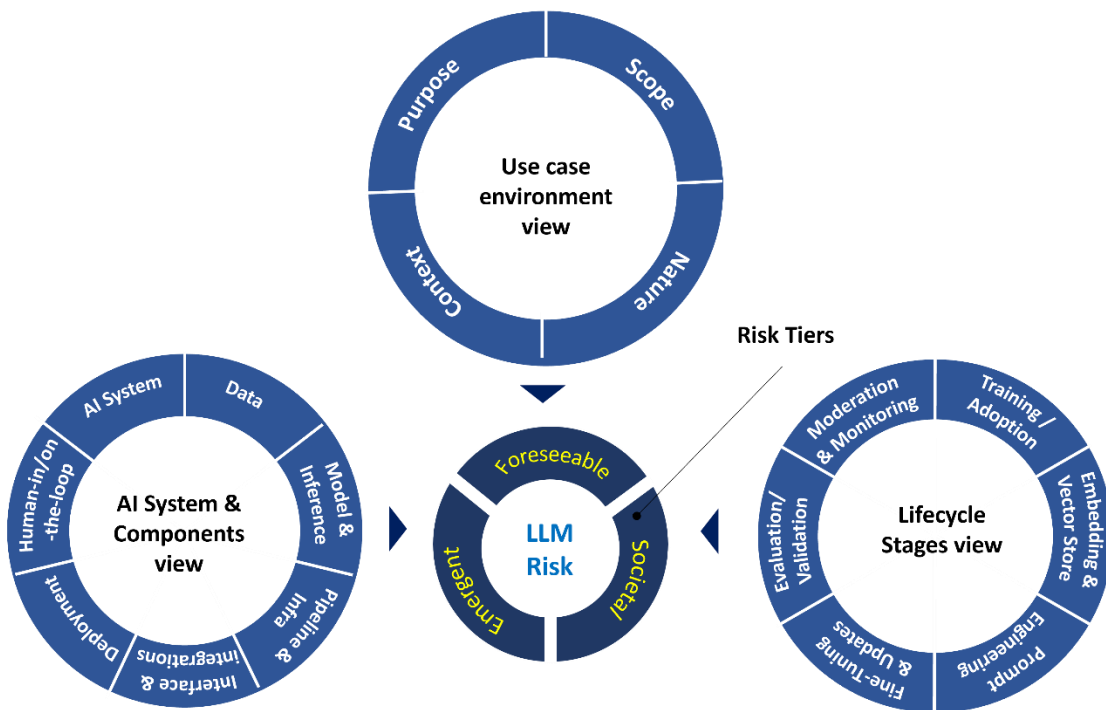 Purpose
Scope
Nature
Context
Use case
environment
view
Risk Tiers
AI System
Data
Model &
Inference
Pipeline &
Infra
Interface &
integrations
Deployment
Human-in/on
-the-loop
AI System &
Components
view
Foreseeable
Societal
Emergent
LLM
Risk
Moderation
& Monitoring
Training /
Adoption
Embedding &
Vector Store
Prompt
Engineering
Fine-Tuning
& Updates
Evaluation/
Validation
Lifecycle
Stages view